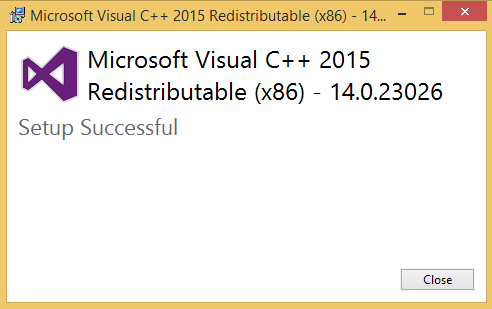 Microsoft Visual C++ 2015 Redistributable (x86) - 14...
Microsoft Visual C++ 2015
Redistributable (x86) - 14.0.23026
Setup Successful
Close